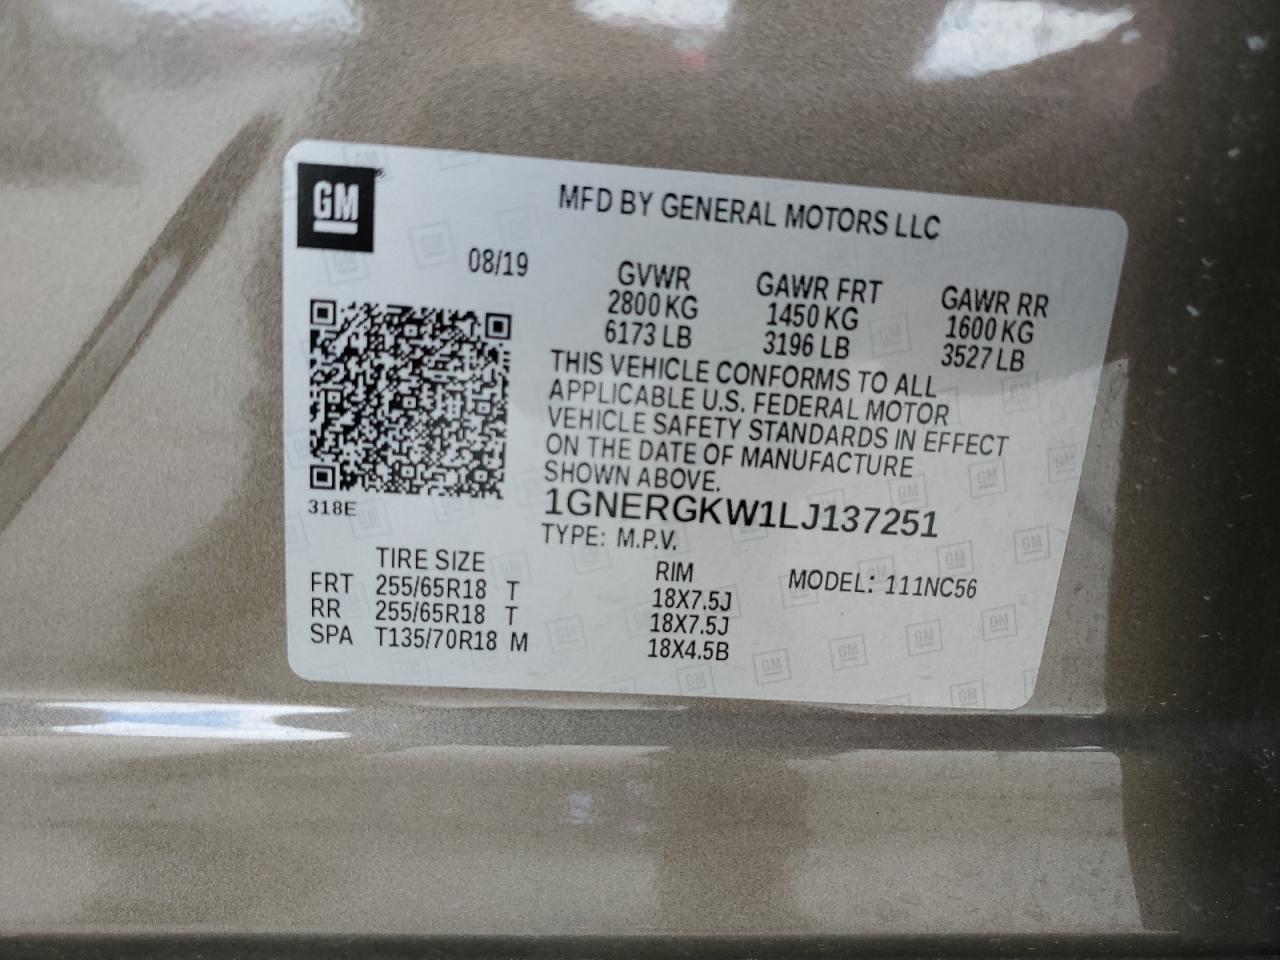 GM
MFD BY GENERAL MOTORS LLC
08/19
GVWR GAWR FRT GAWR RR
2800 KG 1450 KG 1600 KG
6173 LB 3196 LB 3527 LB
THIS VEHICLE CONFORMS TO ALL
APPLICABLE U.S. FEDERAL MOTOR
VEHICLE SAFETY STANDARDS IN EFFECT
ON THE DATE OF MANUFACTURE
SHOWN ABOVE.
1GNERGKW1LJ137251
318E
TYPE: M.P.V.
TIRE SIZE RIM MODEL: 111NC56
FRT 255/65R18 T 18X7.5J
RR 255/65R18 T 18X7.5J
SPA T135/70R18 M 18X4.5B